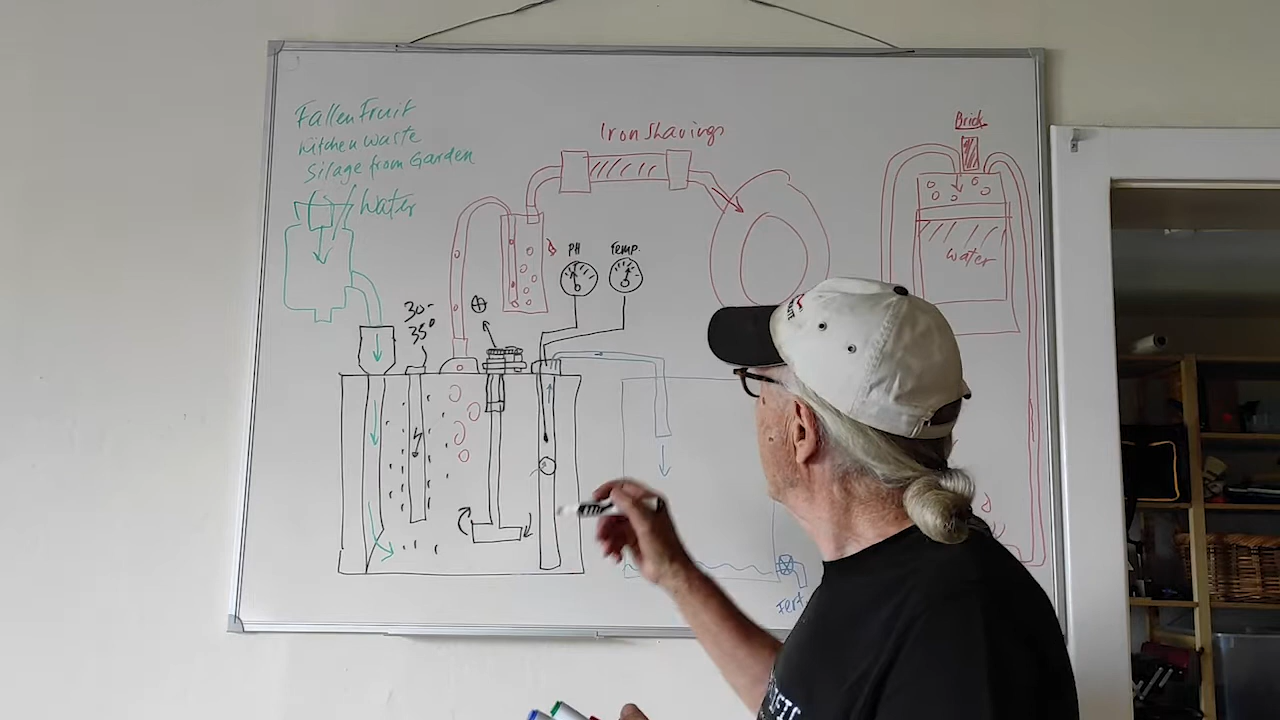 Fallen Fruit
kitchen waste
Silage from Garden
Water
Iron Shavings
Brick
water
PH
Temp.
30-
35°
Fert.